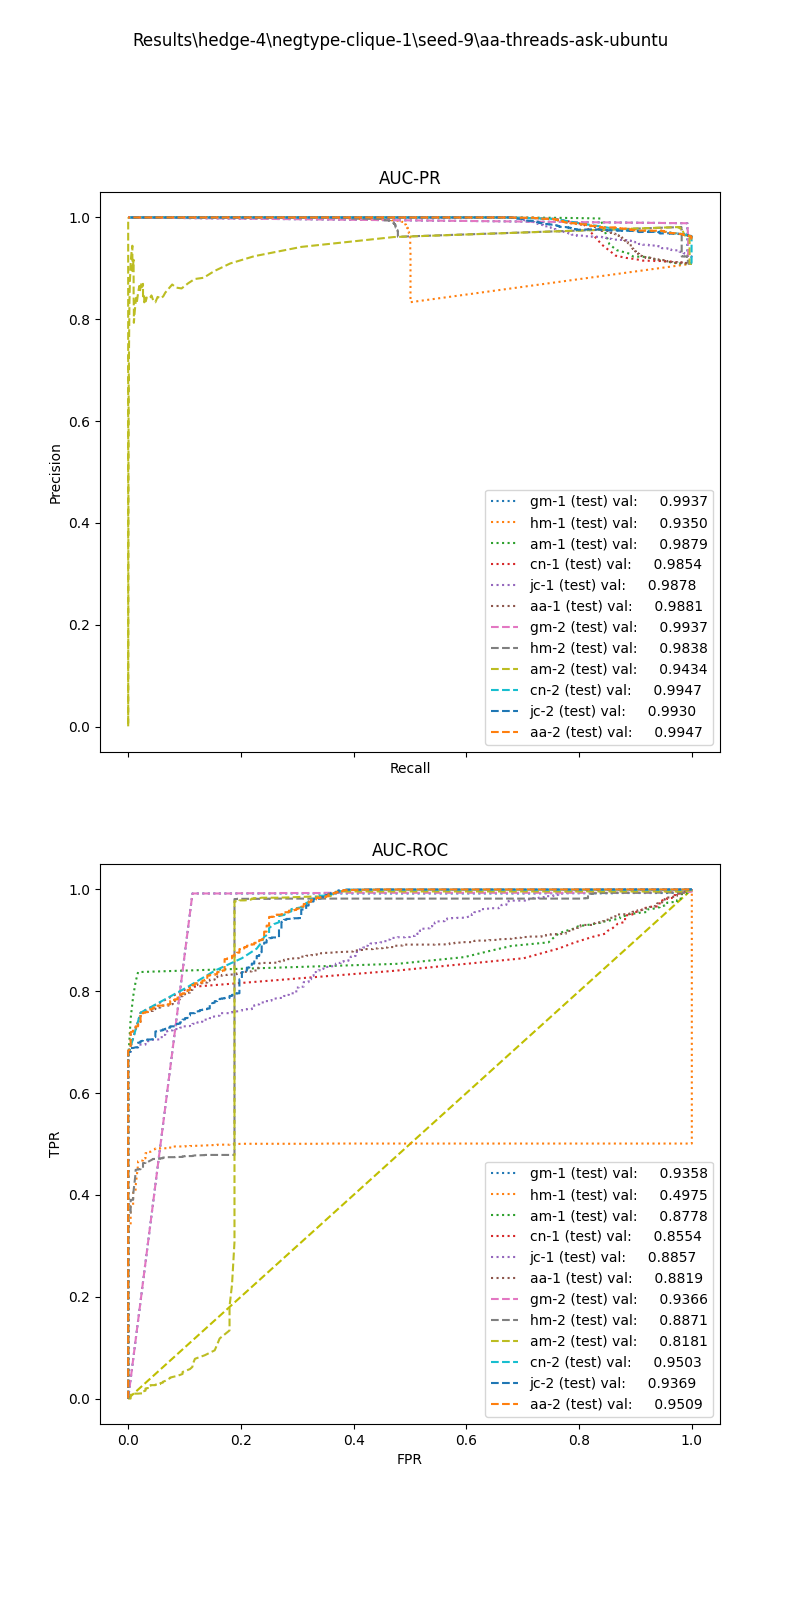 Results\hedge-4\negtype-clique-1\seed-9\aa-threads-ask-ubuntu
AUC-PR
1.0
0.8
0.6
0.4
0.2
0.0
Precision
Recall
gm-1 (test) val: 0.9937
hm-1 (test) val: 0.9350
am-1 (test) val: 0.9879
cn-1 (test) val: 0.9854
jc-1 (test) val: 0.9878
aa-1 (test) val: 0.9881
gm-2 (test) val: 0.9937
hm-2 (test) val: 0.9838
am-2 (test) val: 0.9434
cn-2 (test) val: 0.9947
jc-2 (test) val: 0.9930
aa-2 (test) val: 0.9947
AUC-ROC
1.0
0.8
0.6
0.4
0.2
0.0
TPR
gm-1 (test) val: 0.9358
hm-1 (test) val: 0.4975
am-1 (test) val: 0.8778
cn-1 (test) val: 0.8554
jc-1 (test) val: 0.8857
aa-1 (test) val: 0.8819
gm-2 (test) val: 0.9366
hm-2 (test) val: 0.8871
am-2 (test) val: 0.8181
cn-2 (test) val: 0.9503
jc-2 (test) val: 0.9369
aa-2 (test) val: 0.9509
0.0 0.2 0.4 0.6 0.8 1.0
FPR